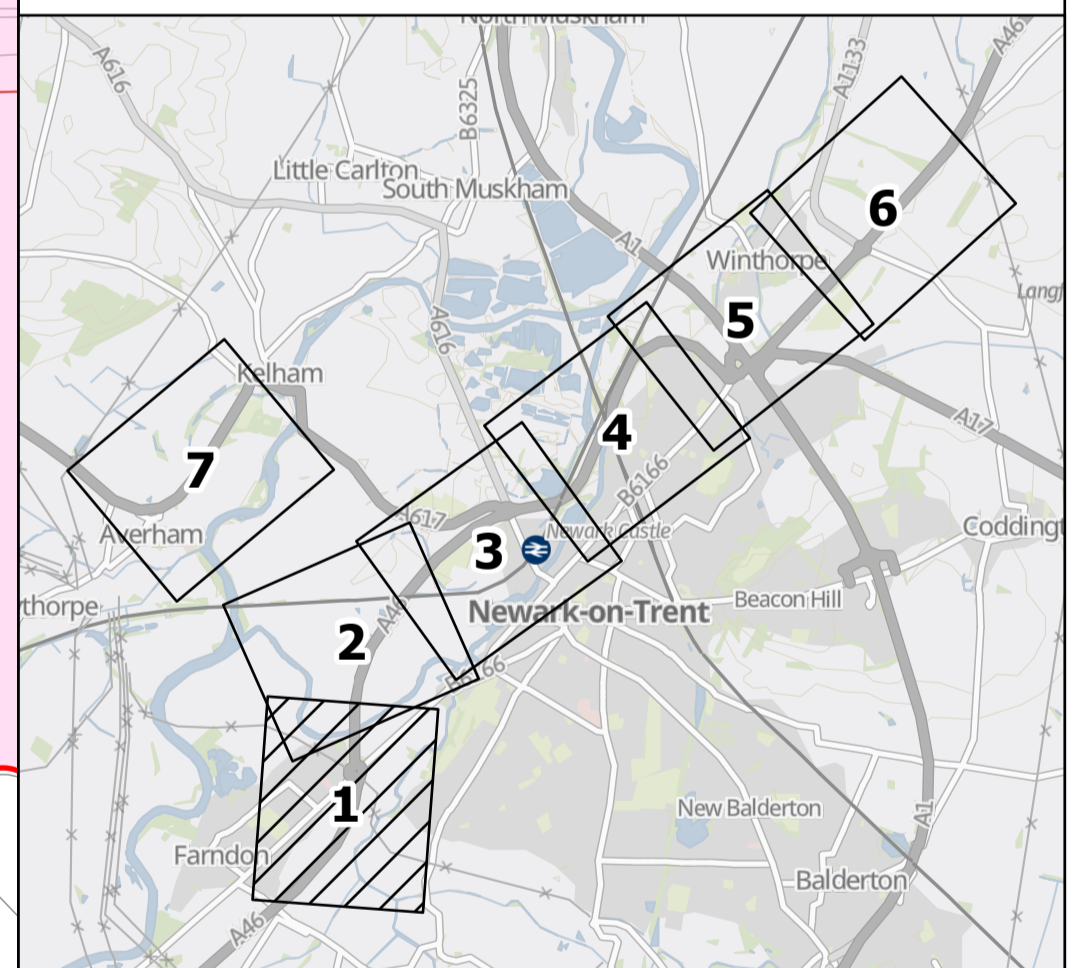 North Muskham
A46
A616
A1133
B6325
Little Carlton
South Muskham
6
A1
Winthorpe
Langf
5
A616
Kelham
A17
4
7
B6166
A617
Averham
Newark Castle
Coddingt
3
A46
ythorpe
Beacon Hill
Newark-on-Trent
2
B6166
1
New Balderton
A1
Farndon
Balderton
A46